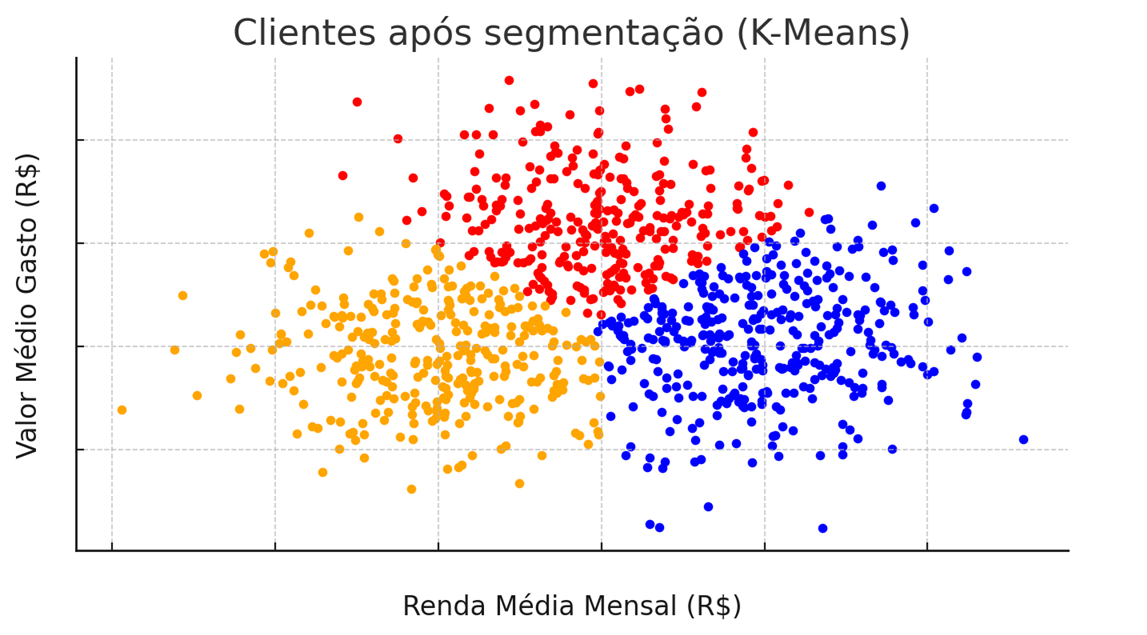 Clientes após segmentação (K-Means)
Valor Médio Gasto (R$)
Renda Média Mensal (R$)